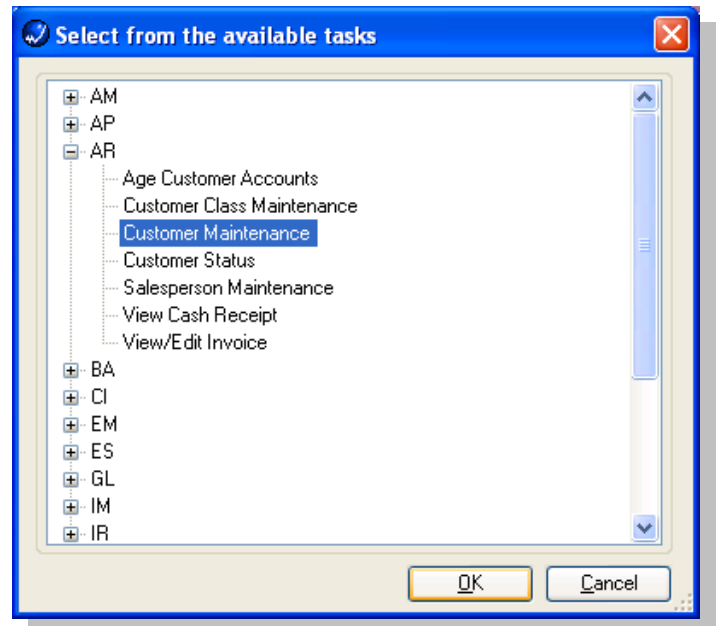 Select from the available tasks
AM
AP
AR
Age Customer Accounts
Customer Class Maintenance
Customer Maintenance
Customer Status
Salesperson Maintenance
View Cash Receipt
View/Edit Invoice
BA
CI
EM
ES
GL
IM
IR
OK
Cancel